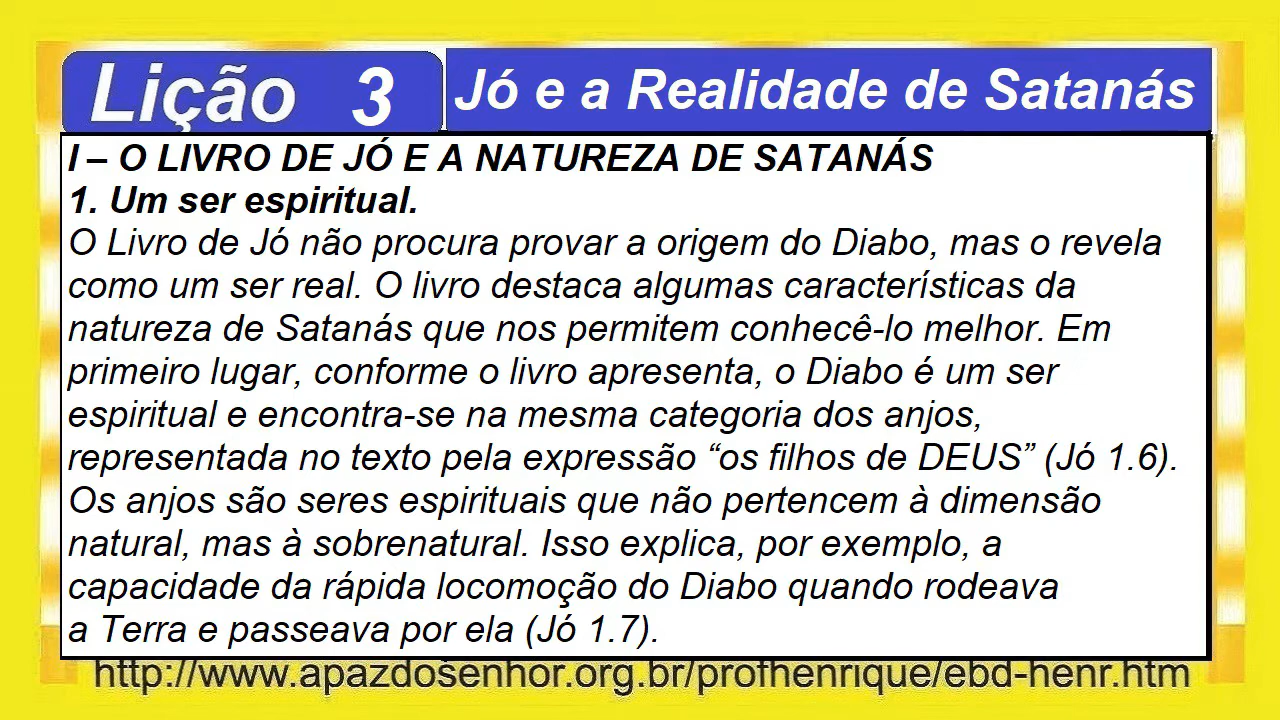 Lição 3
Jó e a Realidade de Satanás
I – O LIVRO DE JÓ E A NATUREZA DE SATANÁS
1. Um ser espiritual.
O Livro de Jó não procura provar a origem do Diabo, mas o revela
como um ser real. O livro destaca algumas características da
natureza de Satanás que nos permitem conhecê-lo melhor. Em
primeiro lugar, conforme o livro apresenta, o Diabo é um ser
espiritual e encontra-se na mesma categoria dos anjos,
representada no texto pela expressão “os filhos de DEUS” (Jó 1.6).
Os anjos são seres espirituais que não pertencem à dimensão
natural, mas à sobrenatural. Isso explica, por exemplo, a
capacidade da rápida locomoção do Diabo quando rodeava
a Terra e passeava por ela (Jó 1.7).
http://www.apazdosenhor.org.br/profhenrique/ebd-henr.htm